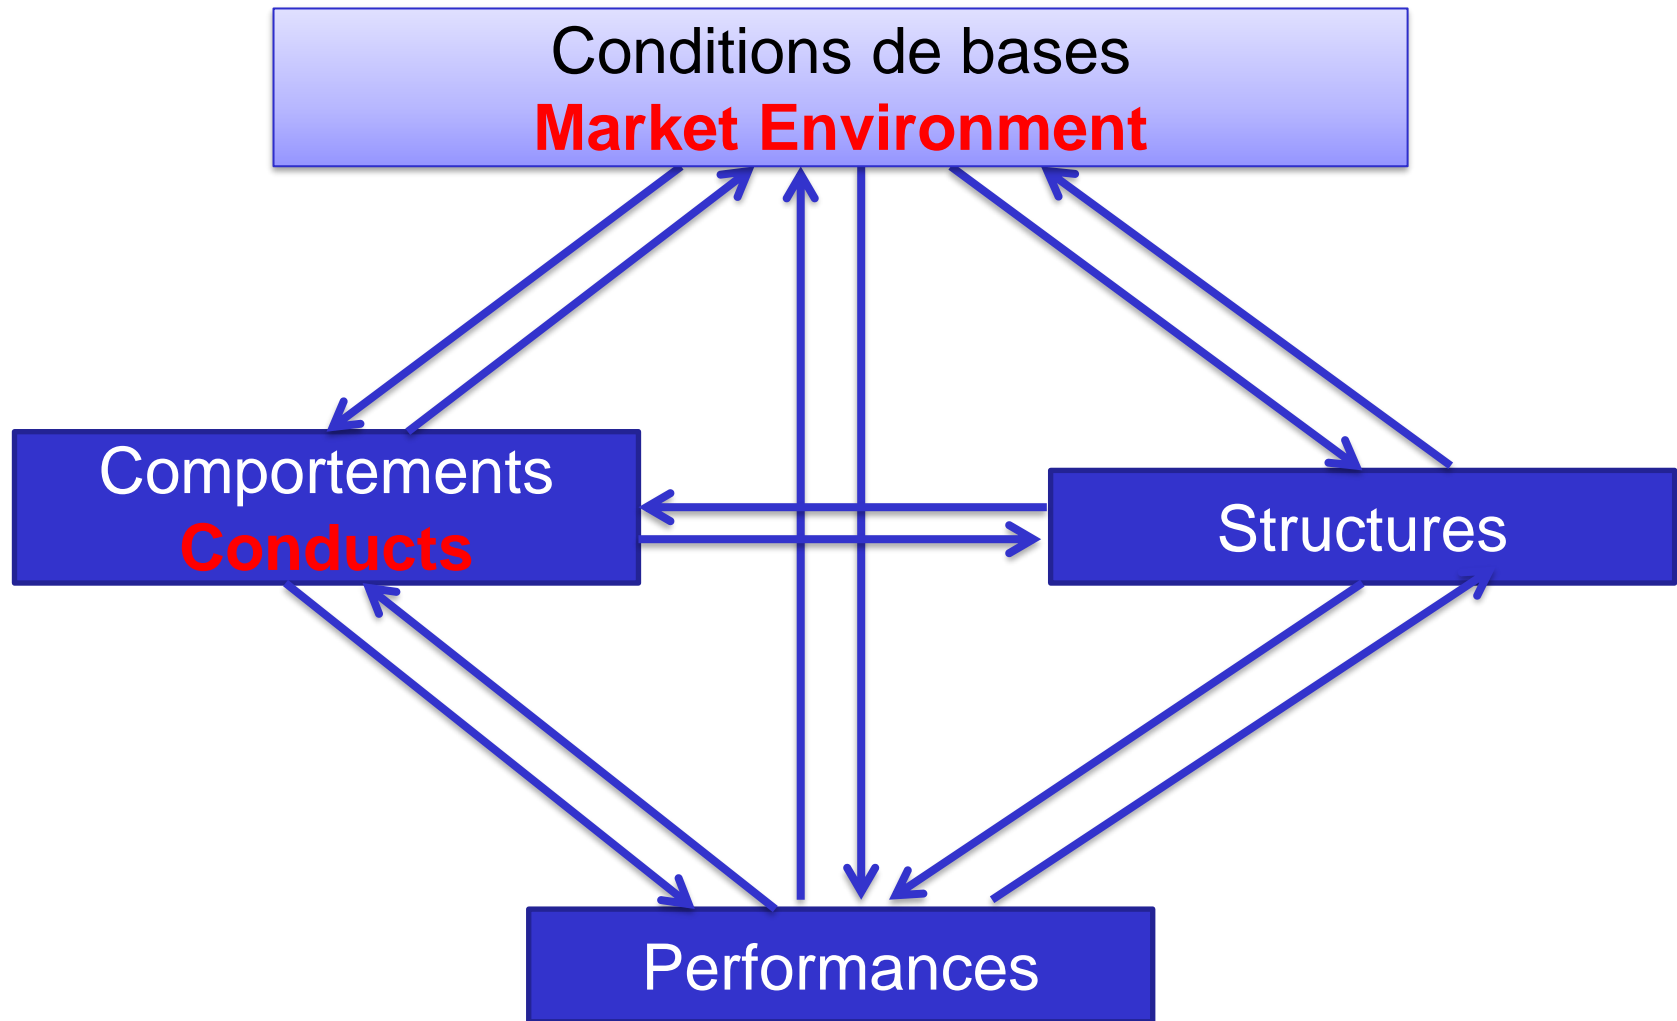 Conditions de bases
Market Environment
Comportements
Conducts
Structures
Performances